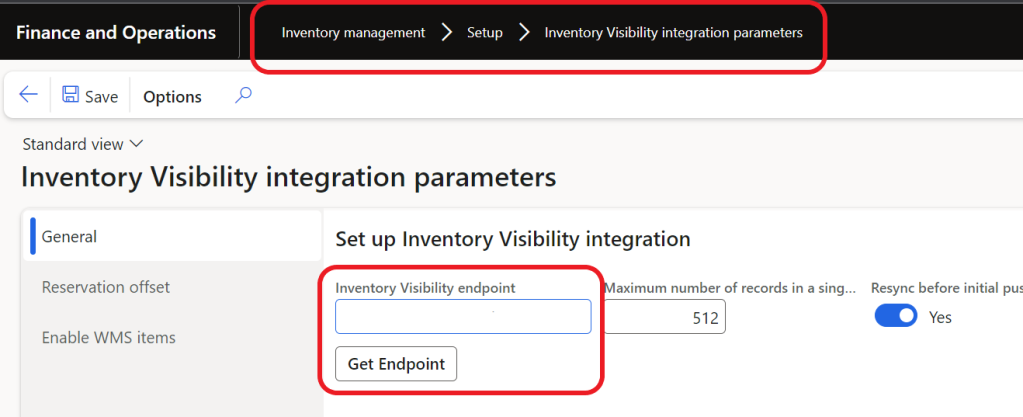 Finance and Operations
Inventory management > Setup > Inventory Visibility integration parameters
Save Options
Standard view
Inventory Visibility integration parameters
General
Reservation offset
Enable WMS items
Set up Inventory Visibility integration
Inventory Visibility endpoint
Get Endpoint
Maximum number of records in a sing...
512
Resync before initial pus
Yes